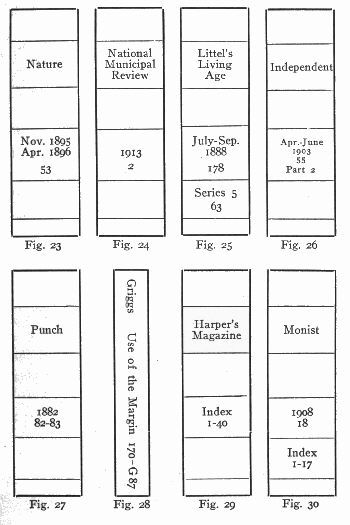 Nature
Nov. 1895
Apr. 1896
53
Fig. 23
National
Municipal
Review
1913
2
Fig. 24
Littel's
Living
Age
July-Sep.
1888
178
Series 5
63
Fig. 25
Independent
Apr.-June
1903
55
Part 2
Fig. 26
Punch
1882
82-83
Fig. 27
Griggs Use of the Margin 170-G87
Fig. 28
Harper's
Magazine
Index
1-40
Fig. 29
Monist
1908
18
Index
1-17
Fig. 30